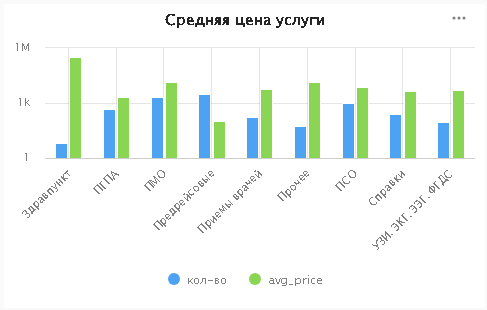 Средняя цена услуги
1М
1k
1
Здравпункт
ПГПА
ПМО
Предрейсовые
Приемы врачей
Прочее
ПСО
Справки
УЗИ. ЭКГ. ЭЭГ. ФГДС
кол-во
avg_price